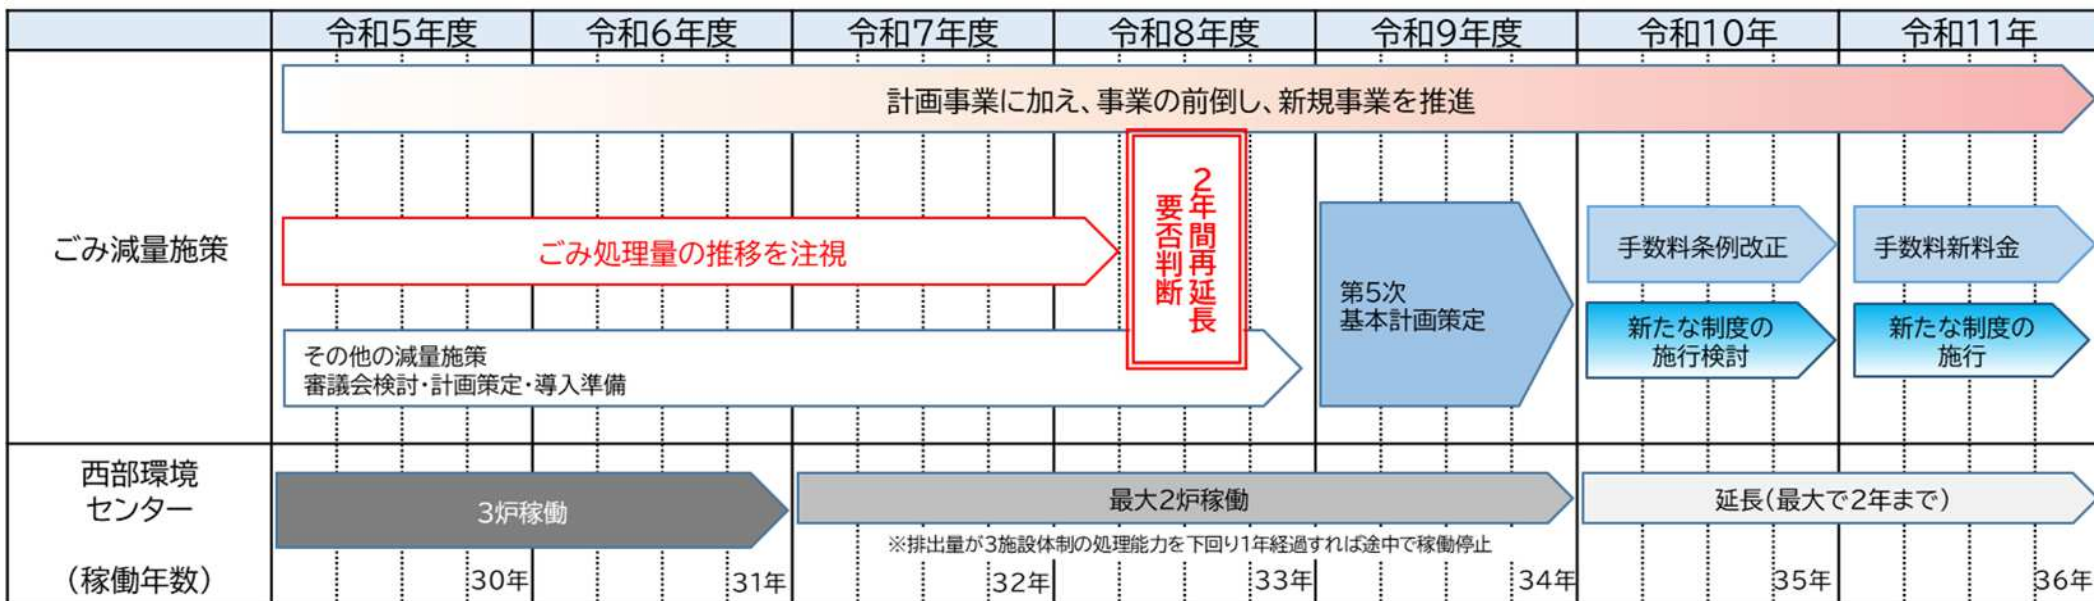 令和5年度
令和6年度
令和7年度
令和8年度
令和9年度
令和10年
令和11年
ごみ減量施策
計画事業に加え、事業の前倒し、新規事業を推進
ごみ処理量の推移を注視
2年間再延長
要否判断
その他の減量施策
審議会検討・計画策定・導入準備
第5次
基本計画策定
手数料条例改正
手数料新料金
新たな制度の
施行検討
新たな制度の
施行
西部環境
センター
(稼働年数)
3炉稼働
最大2炉稼働
延長(最大で2年まで)
※排出量が3施設体制の処理能力を下回り1年経過すれば途中で稼働停止
30年
31年
32年
33年
34年
35年
36年